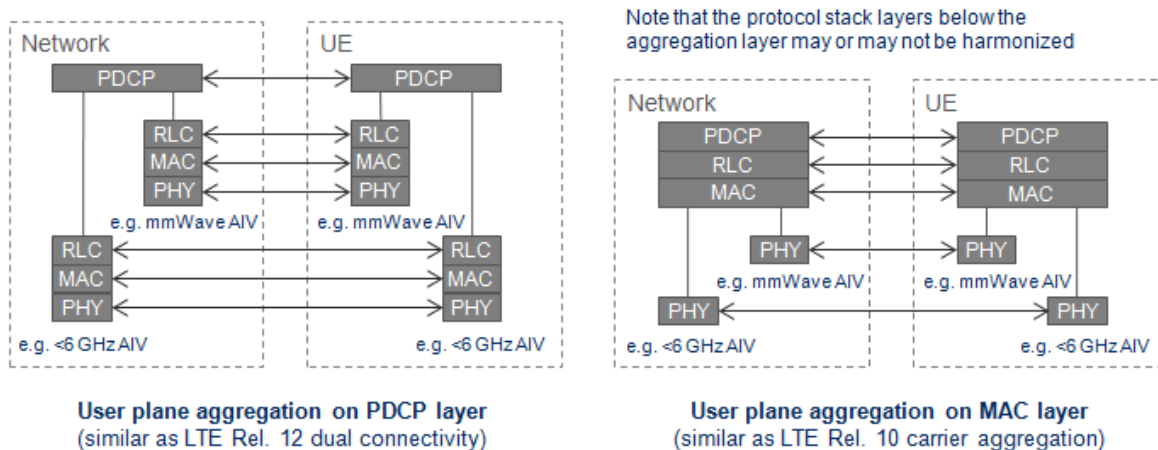 Network
UE
PDCP
PDCP
RLC
RLC
MAC
MAC
PHY
PHY
e.g. mmWave AIV
e.g. mmWave AIV
RLC
RLC
MAC
MAC
PHY
PHY
e.g. <6 GHz AIV
e.g. <6 GHz AIV
User plane aggregation on PDCP layer
(similar as LTE Rel. 12 dual connectivity)
Note that the protocol stack layers below the
aggregation layer may or may not be harmonized
Network
UE
PDCP
PDCP
RLC
RLC
MAC
MAC
PHY
PHY
e.g. mmWave AIV
e.g. mmWave AIV
PHY
PHY
e.g. <6 GHz AIV
e.g. <6 GHz AIV
User plane aggregation on MAC layer
(similar as LTE Rel. 10 carrier aggregation)